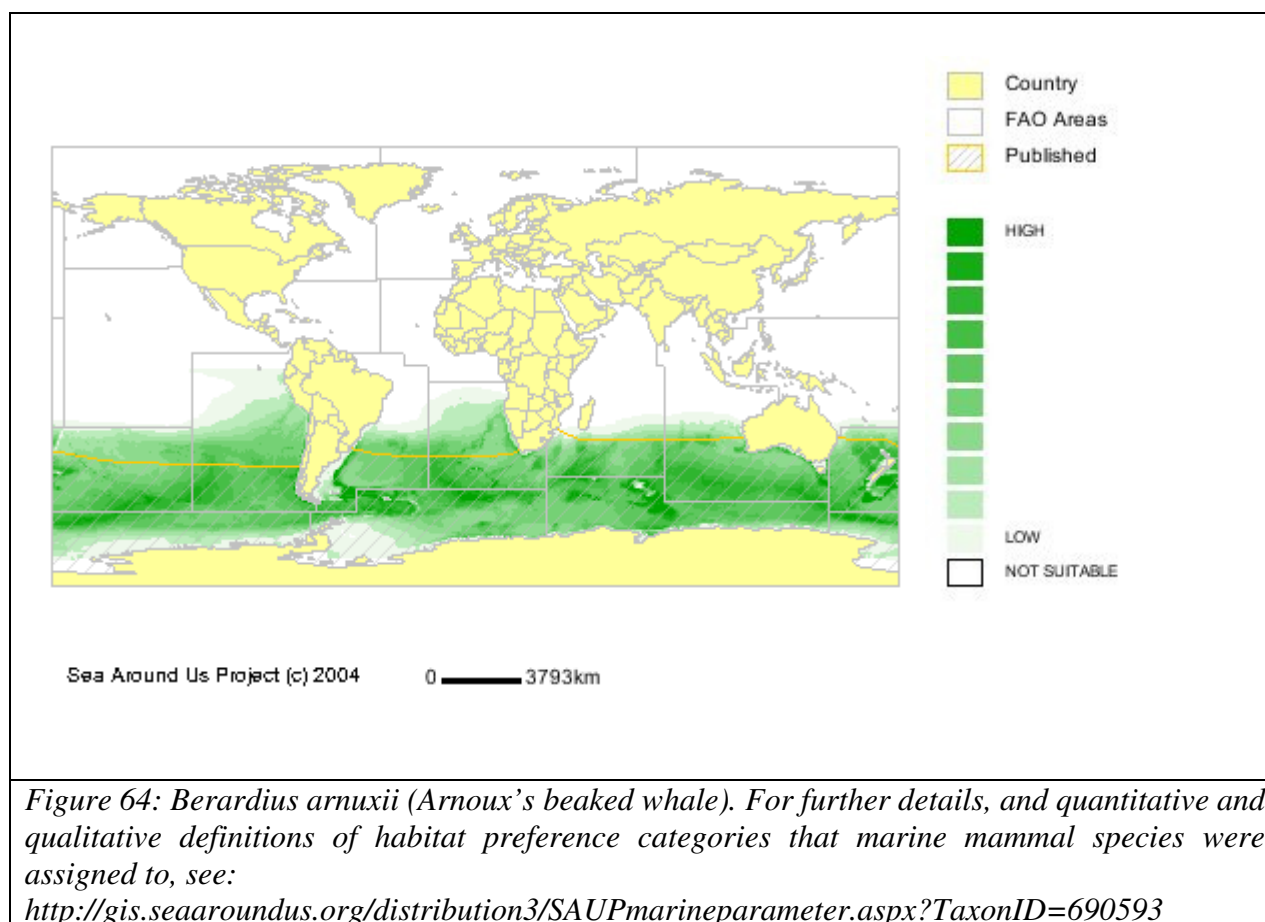 Country
FAO Areas
Published
HIGH
LOW
NOT SUITABLE
Sea Around Us Project (c) 2004 0 3793km
Figure 64: Berardius arnuxii (Arnoux's beaked whale). For further details, and quantitative and
qualitative definitions of habitat preference categories that marine mammal species were
assigned to, see:
http://gis.seaaroundus.org/distribution3/SAUPmarineparameter.aspx?TaxonID=690593